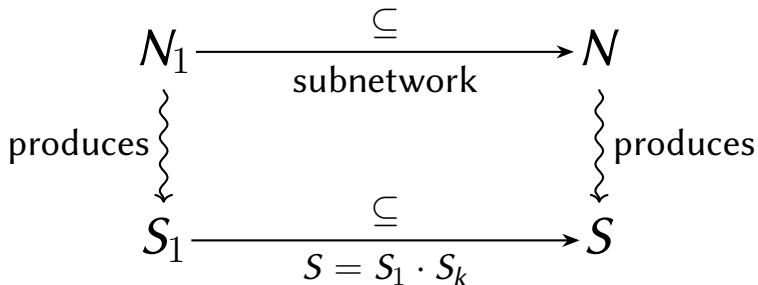 ⊆
N₁ N
subnetwork
produces produces
⊆
S₁ S
S = S₁ · Sₖ